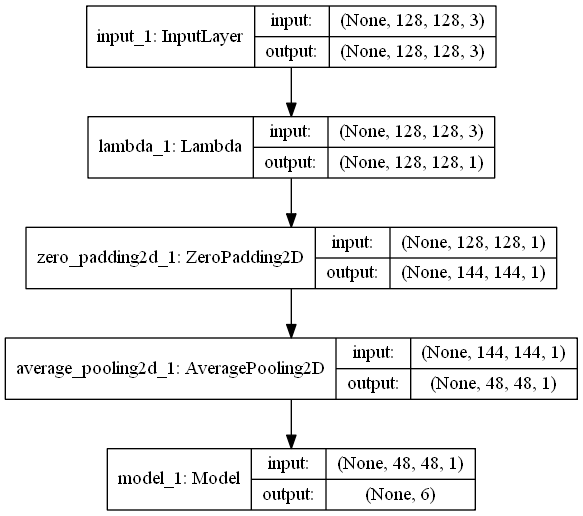 input_1: InputLayer
input: (None, 128, 128, 3)
output: (None, 128, 128, 3)
lambda_1: Lambda
input: (None, 128, 128, 3)
output: (None, 128, 128, 1)
zero_padding2d_1: ZeroPadding2D
input: (None, 128, 128, 1)
output: (None, 144, 144, 1)
average_pooling2d_1: AveragePooling2D
input: (None, 144, 144, 1)
output: (None, 48, 48, 1)
model_1: Model
input: (None, 48, 48, 1)
output: (None, 6)